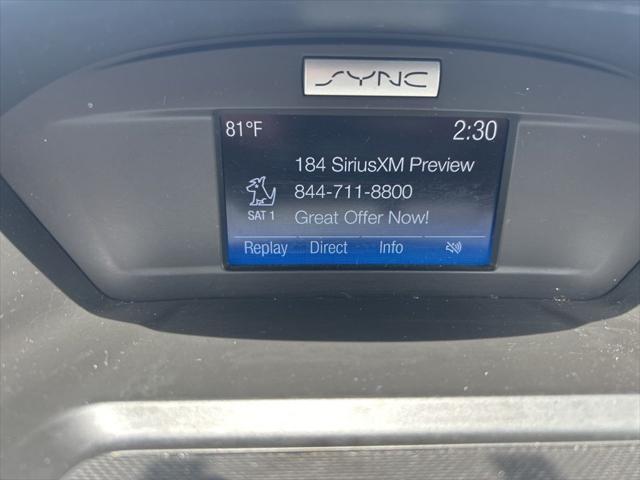 SYNC
81°F 2:30
184 SiriusXM Preview
844-711-8800
SAT 1 Great Offer Now!
Replay Direct Info